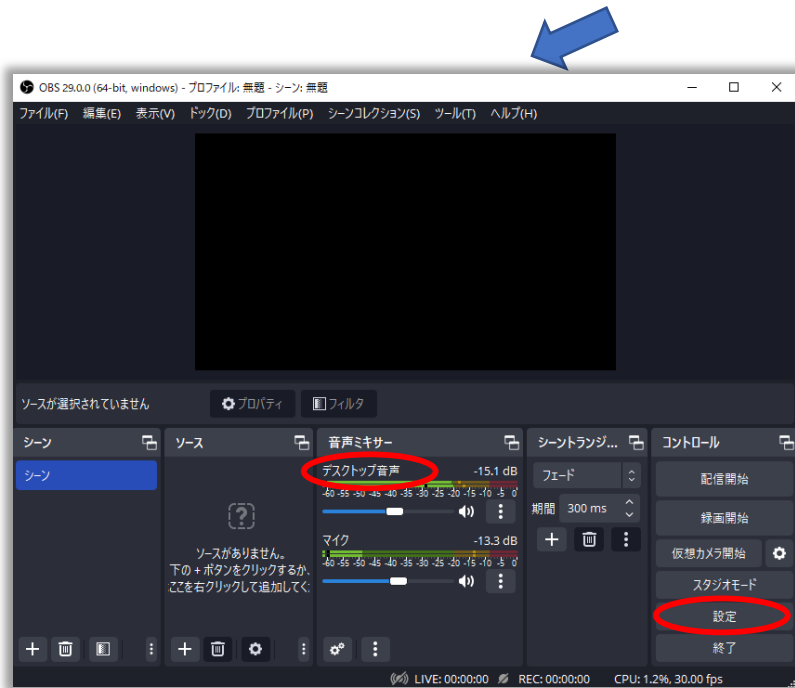 OBS 29.0.0 (64-bit, windows) - プロファイル: 無題 - シーン: 無題
ファイル(F) 編集(E) 表示(V) ドック(D) プロファイル(P) シーンコレクション(S) ツール(T) ヘルプ(H)
ソースが選択されていません プロパティ フィルタ
シーン
シーン
ソース
ソースがありません。
下の + ボタンをクリックするか、
ここを右クリックして追加してく
音声ミキサー
デスクトップ音声 -15.1 dB
-60 -55 -50 -45 -40 -35 -30 -25 -20 -15 -10 -5 0
マイク -13.3 dB
-60 -55 -50 -45 -40 -35 -30 -25 -20 -15 -10 -5 0
シーントランジ...
フェード
期間 300 ms
コントロール
配信開始
録画開始
仮想カメラ開始
スタジオモード
設定
終了
LIVE: 00:00:00 REC: 00:00:00 CPU: 1.2%, 30.00 fps